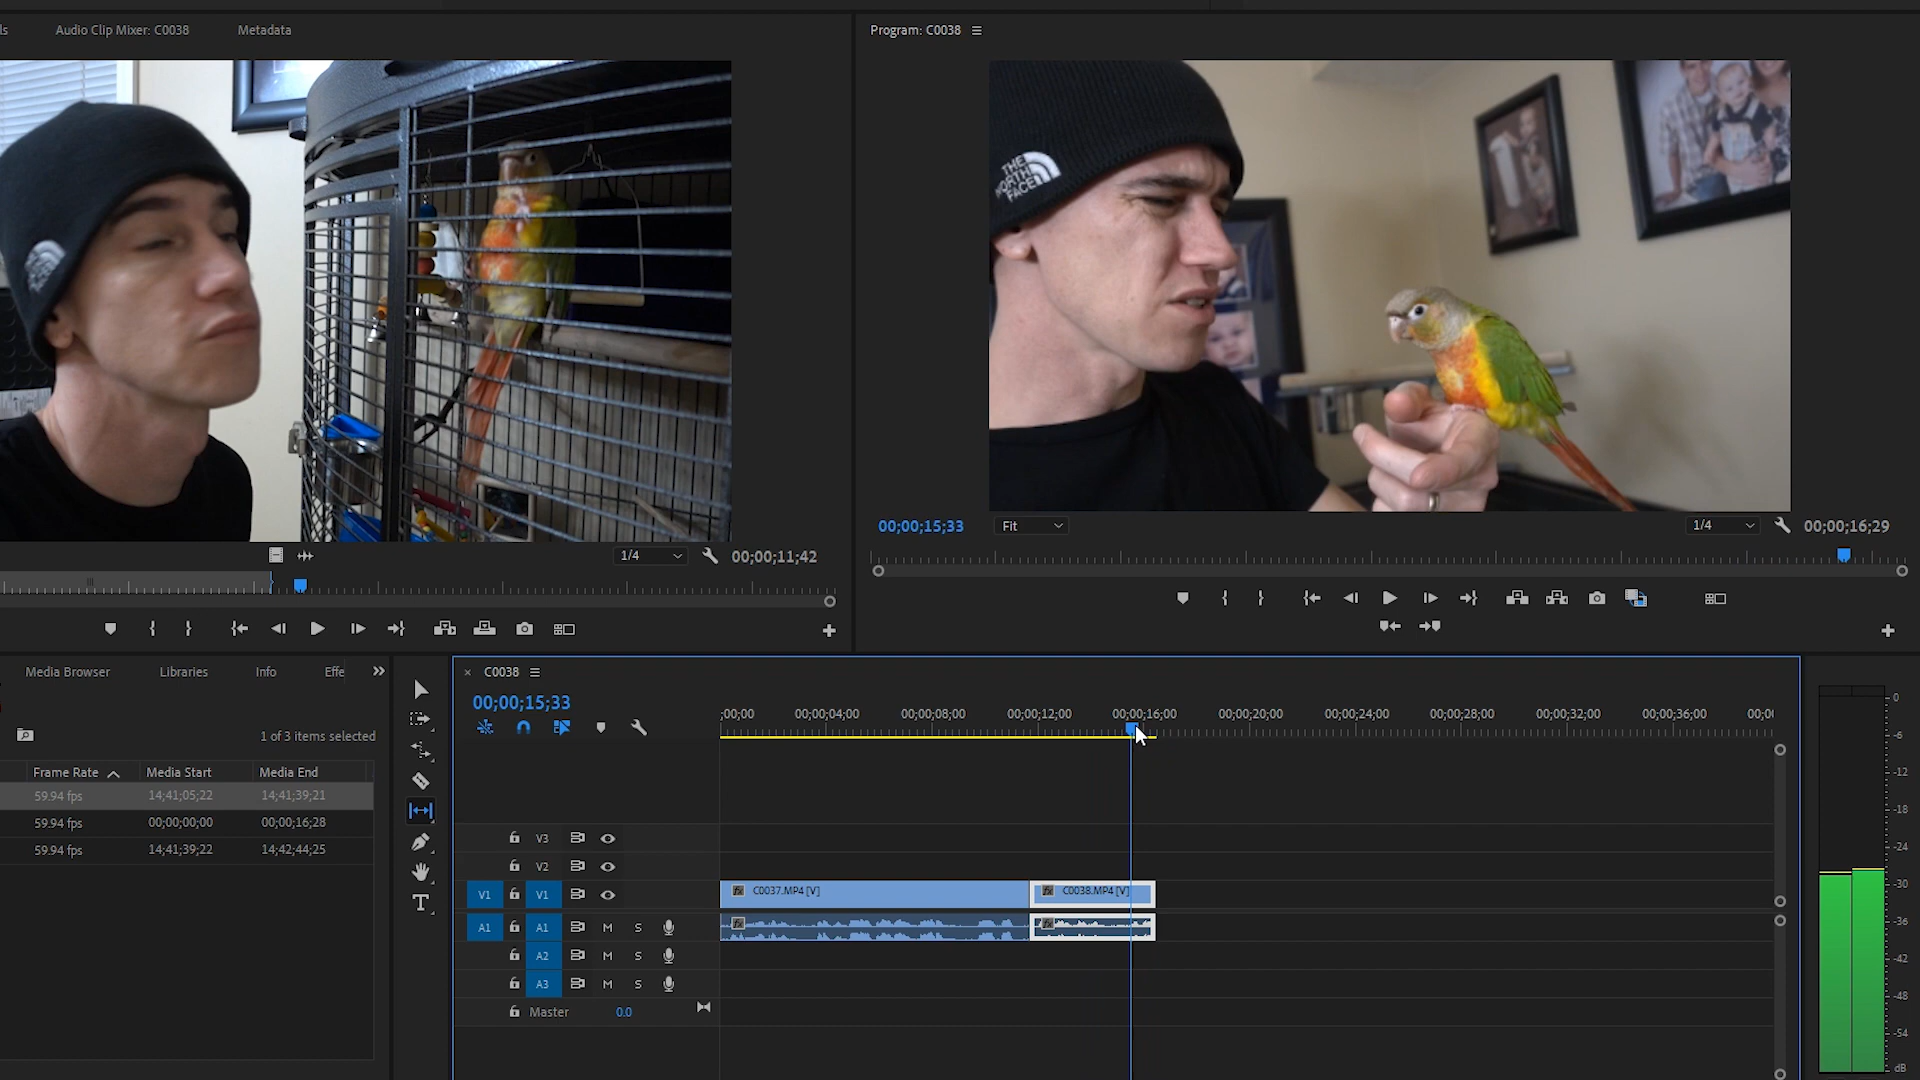 ls Audio Clip Mixer: C0038 Metadata
Program: C0038
THE
NORTH
FACE
00;00;15;33 Fit 1/4 00;00;16;29
1/4 00;00;11;42
Media Browser Libraries Info Effe
1 of 3 items selected
Frame Rate Media Start Media End
59.94 fps 14;41;05;22 14;41;39;21
59.94 fps 00;00;00;00 00;00;16;28
59.94 fps 14;41;39;22 14;42;44;25
× C0038
00;00;15;33
;00;00 00;00;04;00 00;00;08;00 00;00;12;00 00;00;16;00 00;00;20;00 00;00;24;00 00;00;28;00 00;00;32;00 00;00;36;00 00;0
V3
V2
V1 V1 fx C0037.MP4 [V] fx C0038.MP4 [V]
A1 A1 M S fx fx
A2 M S
A3 M S
Master 0.0
T
0
-6
-12
-18
-24
-30
-36
-42
-48
-54
dB